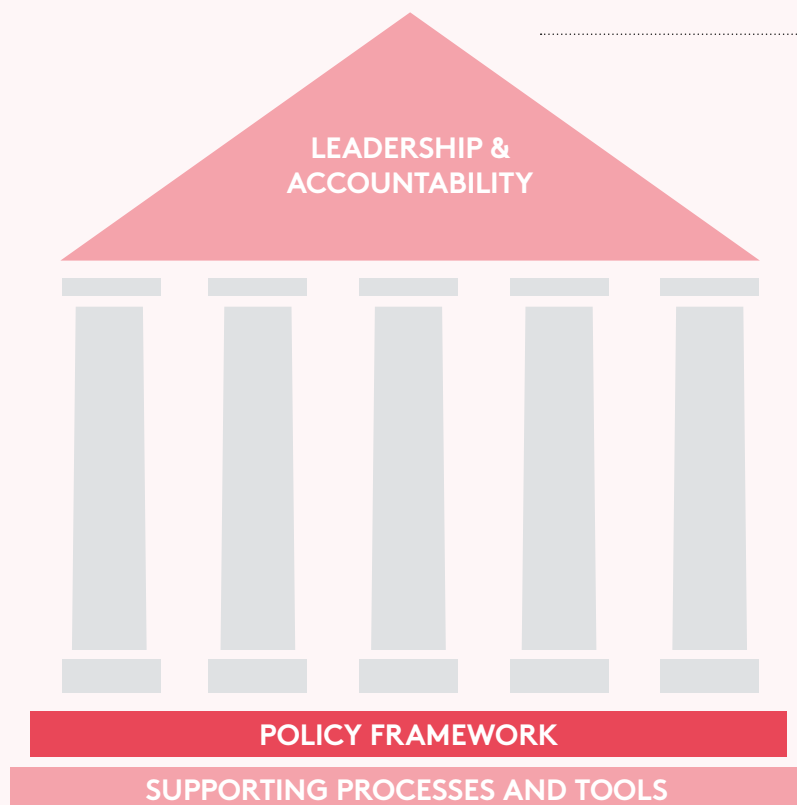 LEADERSHIP &
ACCOUNTABILITY
POLICY FRAMEWORK
SUPPORTING PROCESSES AND TOOLS